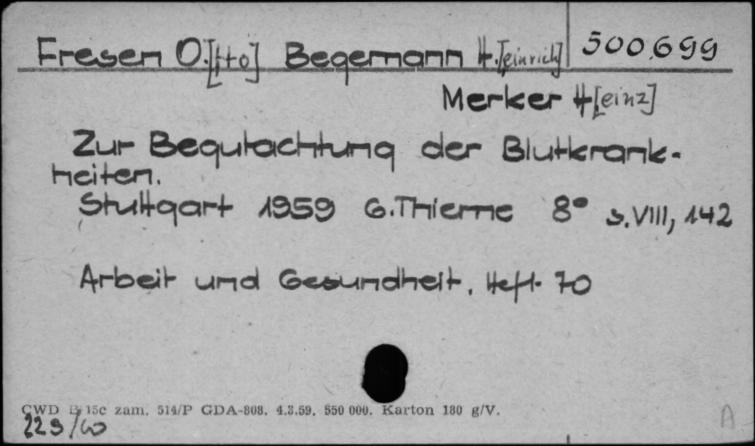 Fresen O.[tto] Begemann H.[einrich] 500.699
Merker H[einz]
Zur Begutachtung der Blutkrank-
heiten.
Stuttgart 1959 G.Thieme 8° s.VIII, 142
Arbeit und Gesundheit. Heft. 70
CWD 15c zam. 514/P GDA-808. 4.3.59. 550 000. Karton 180 g/V.
A